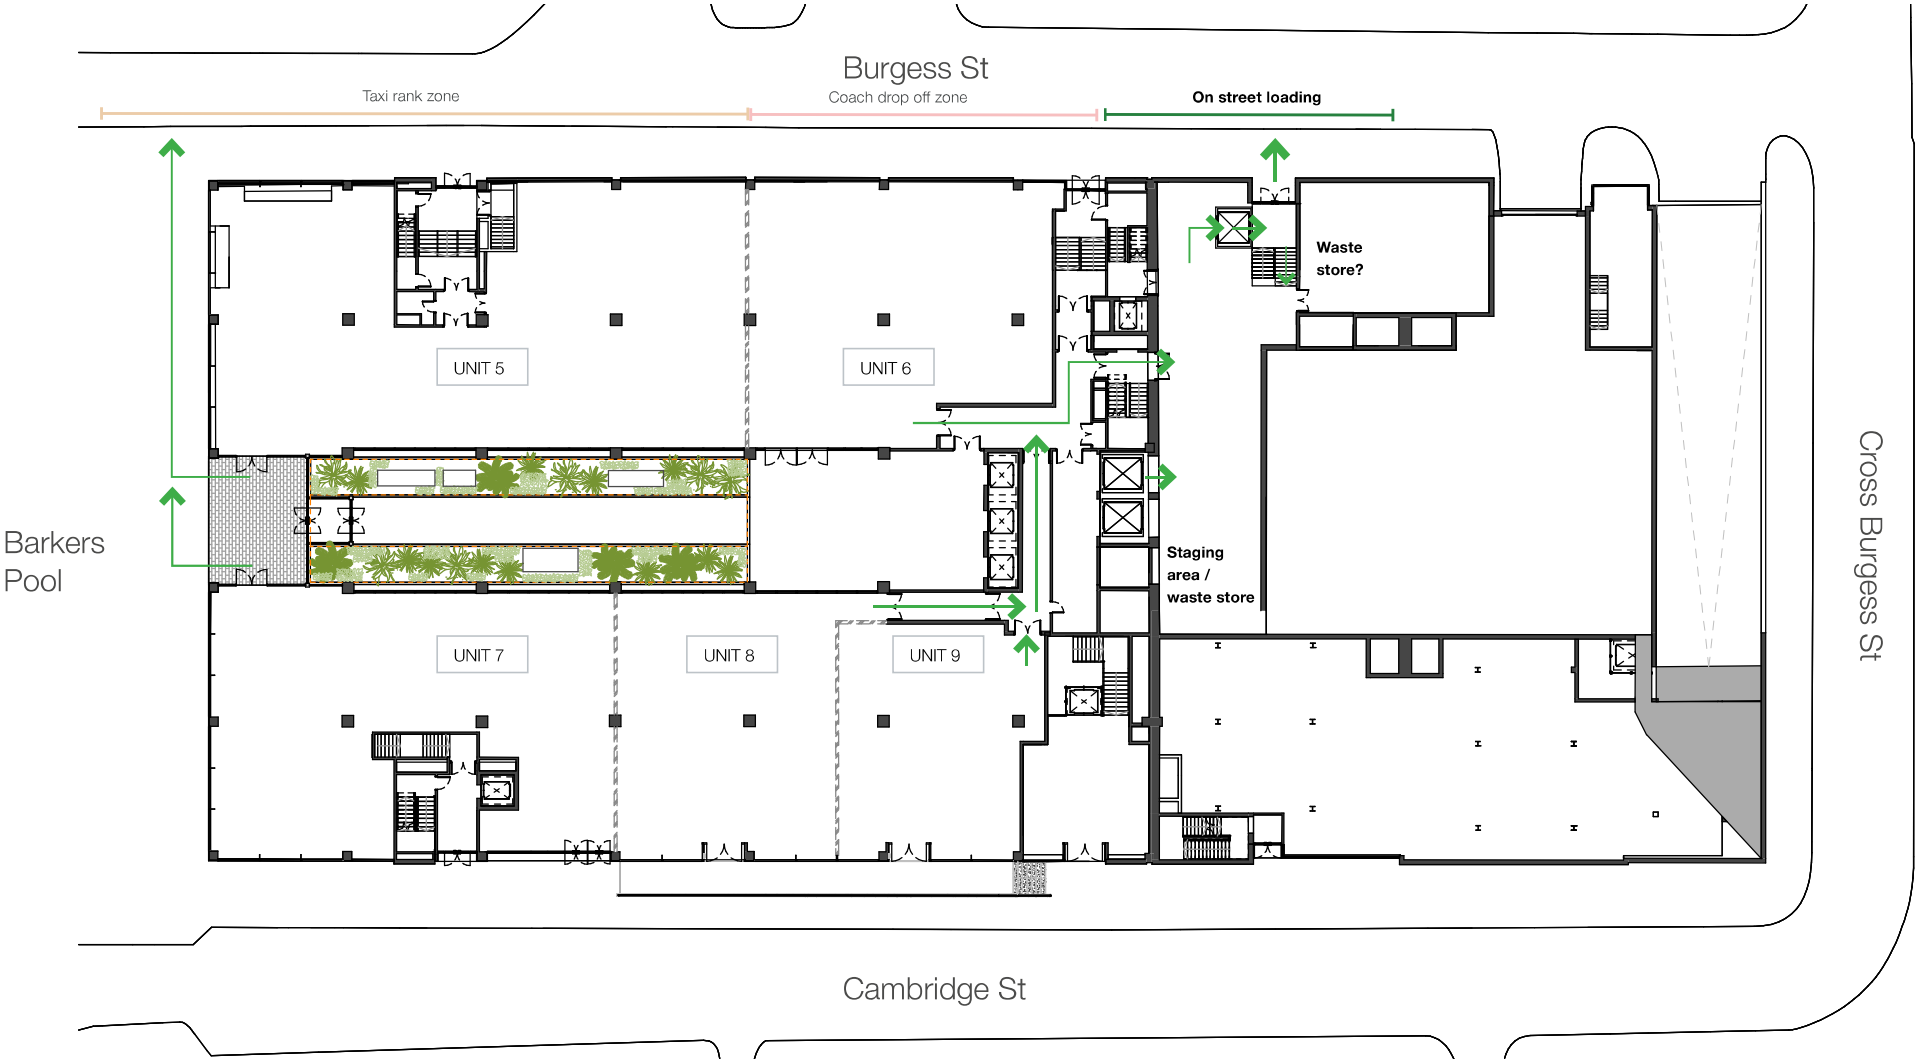 Burgess St
Taxi rank zone
Coach drop off zone
On street loading
Waste
store?
UNIT 5
UNIT 6
Barkers
Pool
Staging
area /
waste store
Cross Burgess St
UNIT 7
UNIT 8
UNIT 9
Cambridge St